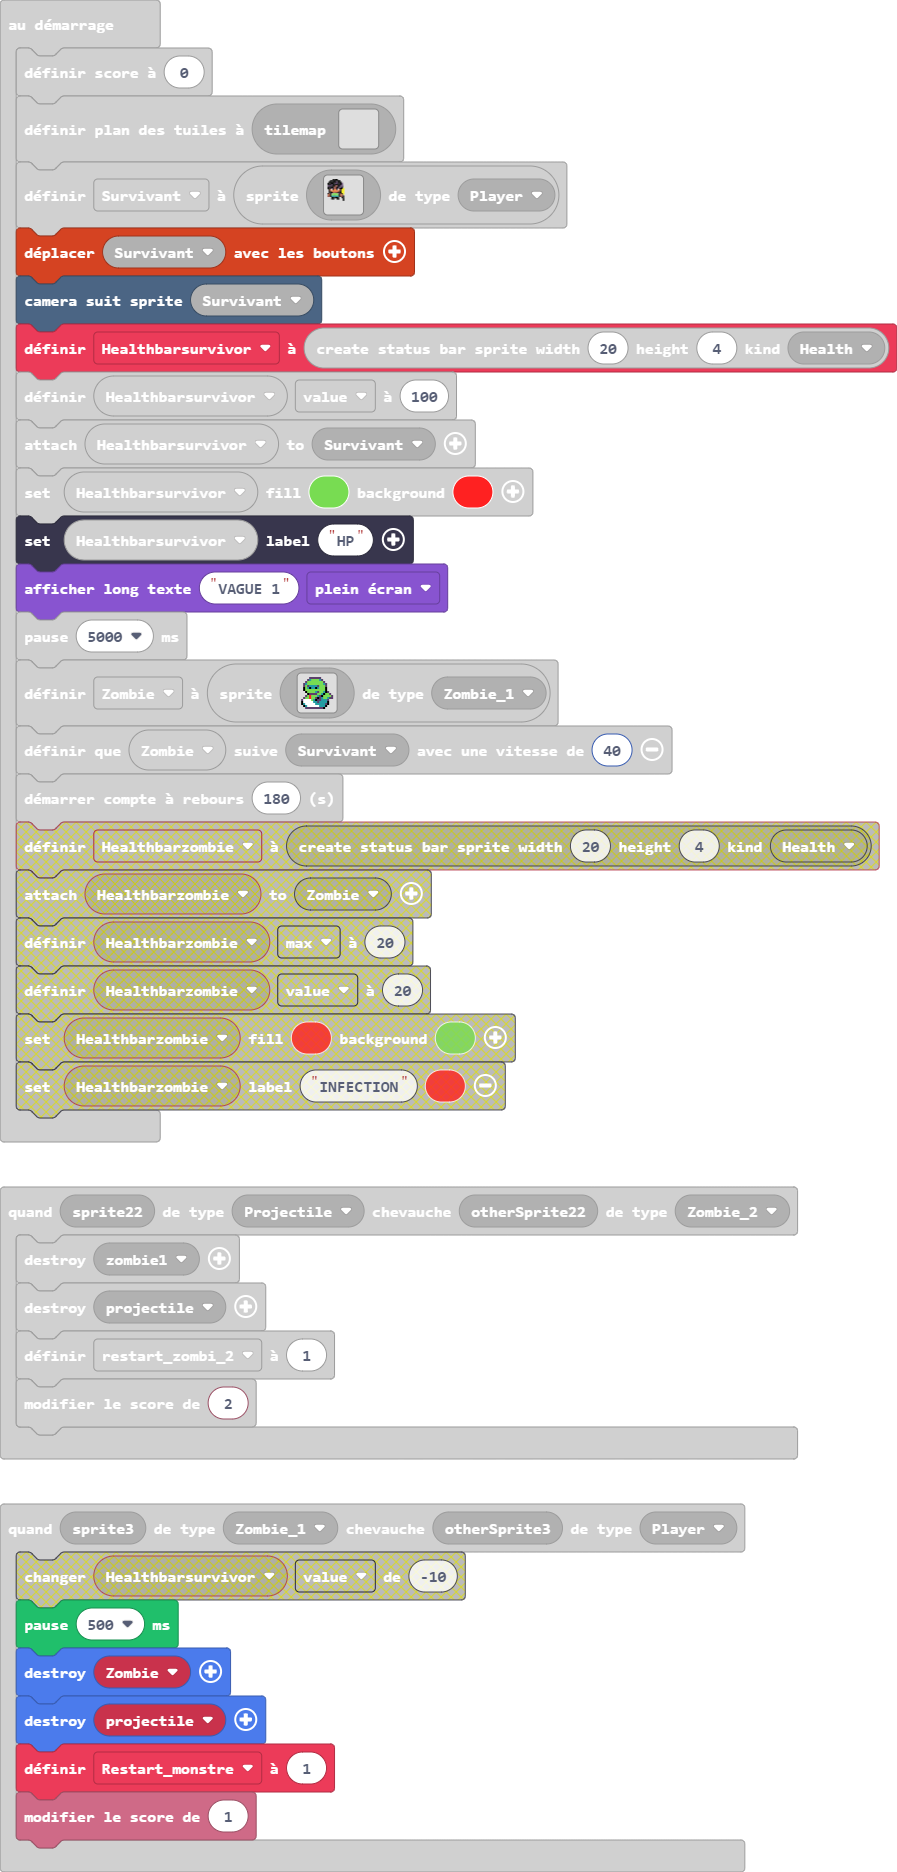 au démarrage
définir score à 0
définir plan des tuiles à tilemap
définir Survivant à sprite de type Player
déplacer Survivant avec les boutons
camera suit sprite Survivant
définir Healthbarsurvivor à create status bar sprite width 20 height 4 kind Health
définir Healthbarsurvivor value à 100
attach Healthbarsurvivor to Survivant
set Healthbarsurvivor fill background
set Healthbarsurvivor label "HP"
afficher long texte "VAGUE 1" plein écran
pause 5000 ms
définir Zombie à sprite de type Zombie_1
définir que Zombie suive Survivant avec une vitesse de 40
démarrer compte à rebours 180 (s)
définir Healthbarzombie à create status bar sprite width 20 height 4 kind Health
attach Healthbarzombie to Zombie
définir Healthbarzombie max à 20
définir Healthbarzombie value à 20
set Healthbarzombie fill background
set Healthbarzombie label "INFECTION"
quand sprite22 de type Projectile chevauche otherSprite22 de type Zombie_2
destroy zombie1
destroy projectile
définir restart_zombi_2 à 1
modifier le score de 2
quand sprite3 de type Zombie_1 chevauche otherSprite3 de type Player
changer Healthbarsurvivor value de -10
pause 500 ms
destroy Zombie
destroy projectile
définir Restart_monstre à 1
modifier le score de 1